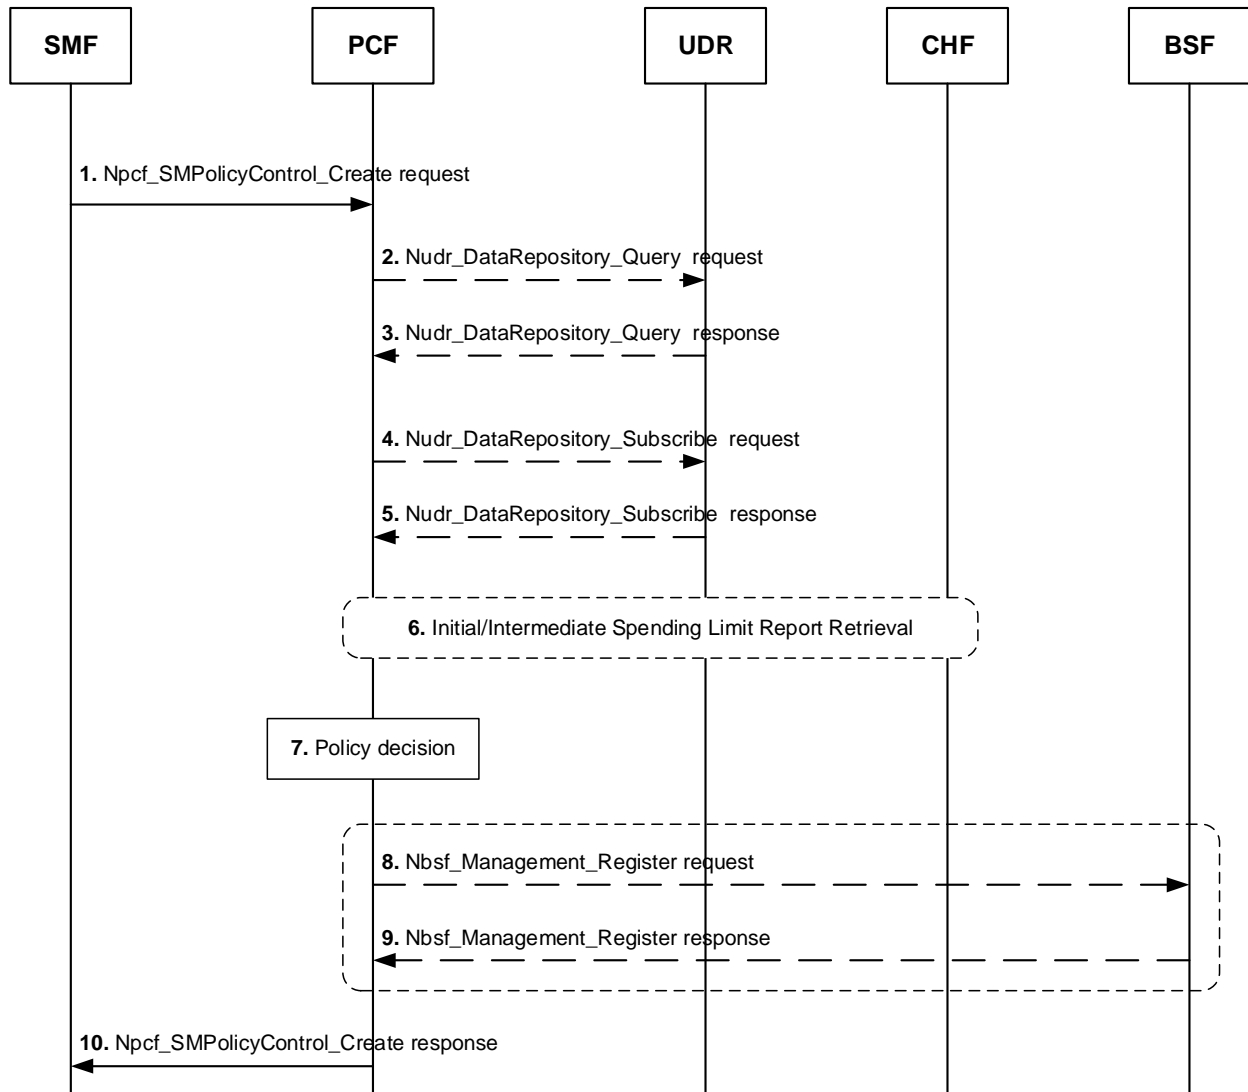 SMF
PCF
UDR
CHF
BSF
1. Npcf_SMPolicyControl_Create request
2. Nudr_DataRepository_Query request
3. Nudr_DataRepository_Query response
4. Nudr_DataRepository_Subscribe request
5. Nudr_DataRepository_Subscribe response
6. Initial/Intermediate Spending Limit Report Retrieval
7. Policy decision
8. Nbsf_Management_Register request
9. Nbsf_Management_Register response
10. Npcf_SMPolicyControl_Create response